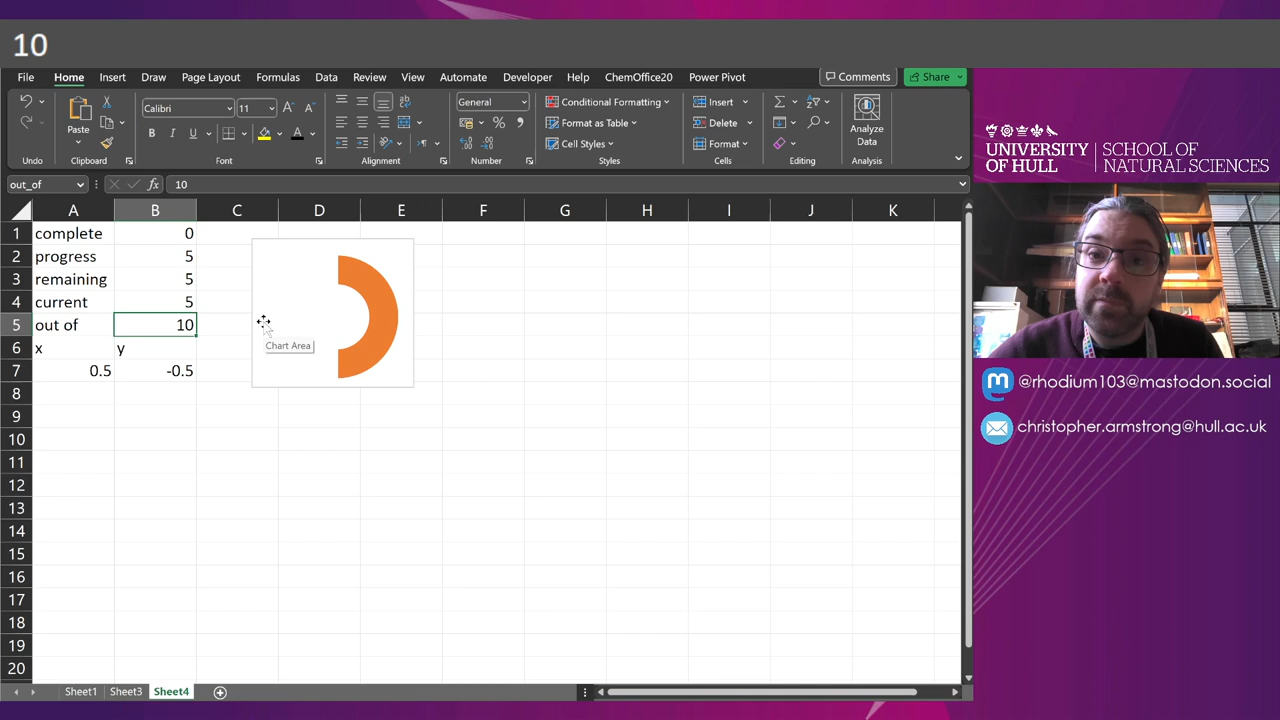 10
File Home Insert Draw Page Layout Formulas Data Review View Automate Developer Help ChemOffice20 Power Pivot Comments Share
Calibri 11 General Conditional Formatting Insert
Paste Format as Table Delete Analyze
B I U A Cell Styles Format Data
Undo Clipboard Font Alignment Number Styles Cells Editing Analysis
out_of fx 10
A B C D E F G H I J K
1 complete 0
2 progress 5
3 remaining 5
4 current 5
5 out of 10
Chart Area
6 x y
7 0.5 -0.5
8
9
10
11
12
13
14
15
16
17
18
19
20
Sheet1 Sheet3 Sheet4
UNIVERSITY OF HULL
SCHOOL OF NATURAL SCIENCES
@rhodium103@mastodon.social
christopher.armstrong@hull.ac.uk